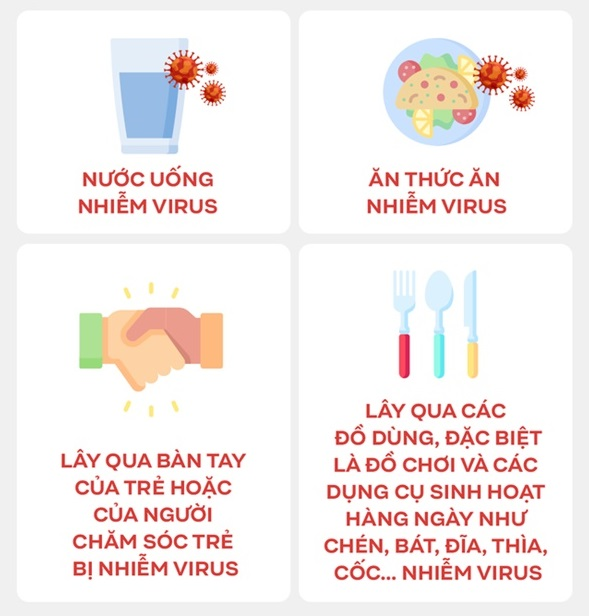 NƯỚC UỐNG
NHIỄM VIRUS
ĂN THỨC ĂN
NHIỄM VIRUS
LÂY QUA BÀN TAY
CỦA TRẺ HOẶC
CỦA NGƯỜI
CHĂM SÓC TRẺ
BỊ NHIỄM VIRUS
LÂY QUA CÁC
ĐỒ DÙNG, ĐẶC BIỆT
LÀ ĐỒ CHƠI VÀ CÁC
DỤNG CỤ SINH HOẠT
HÀNG NGÀY NHƯ
CHÉN, BÁT, ĐĨA, THÌA,
CỐC... NHIỄM VIRUS